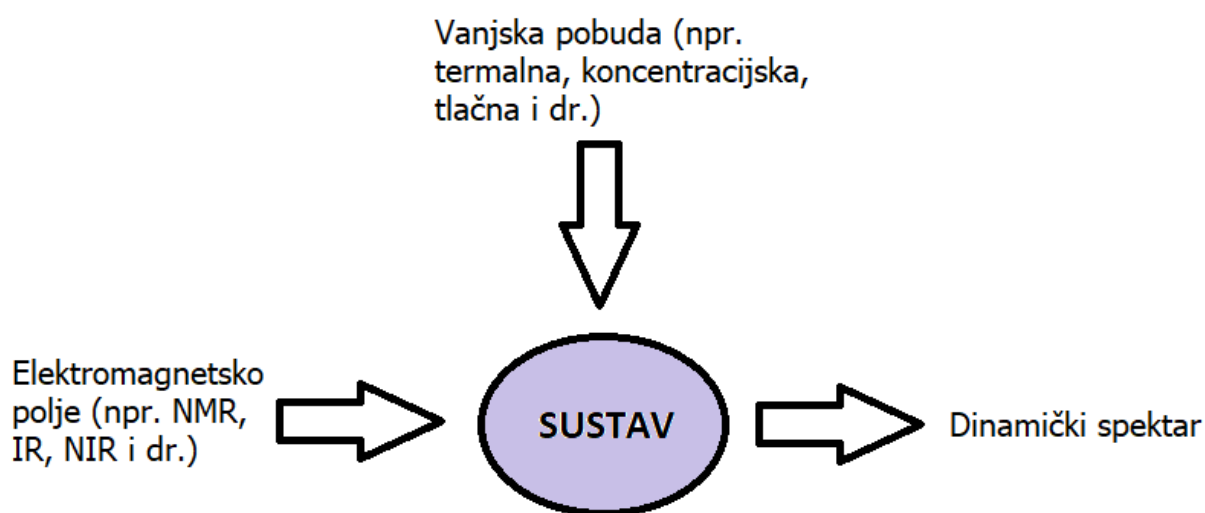 Vanjska pobuda (npr.
termalna, koncentracijska,
tlačna i dr.)
Elektromagnetsko
polje (npr. NMR,
IR, NIR i dr.)
SUSTAV
Dinamički spektar